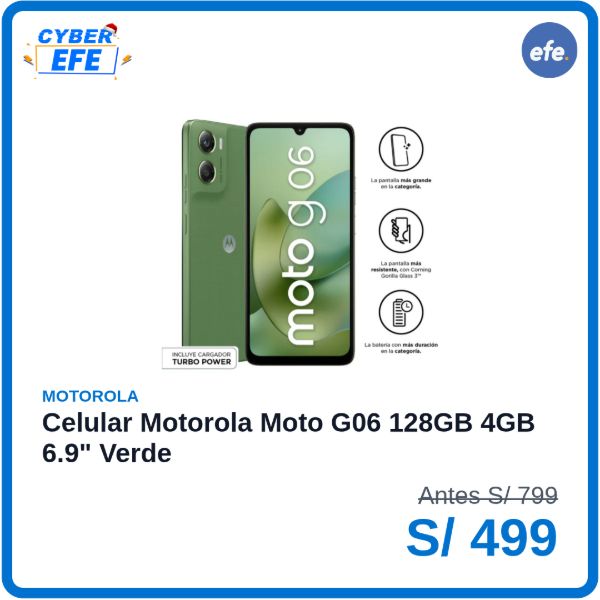 CYBER
EFE
efe.
moto g 06
La pantalla más grande
en la categoría.
La pantalla más
resistente, con Corning
Gorilla Glass 3™
La batería con más duración
en la categoría.
INCLUYE CARGADOR
TURBO POWER
MOTOROLA
Celular Motorola Moto G06 128GB 4GB
6.9" Verde
Antes S/ 799
S/ 499